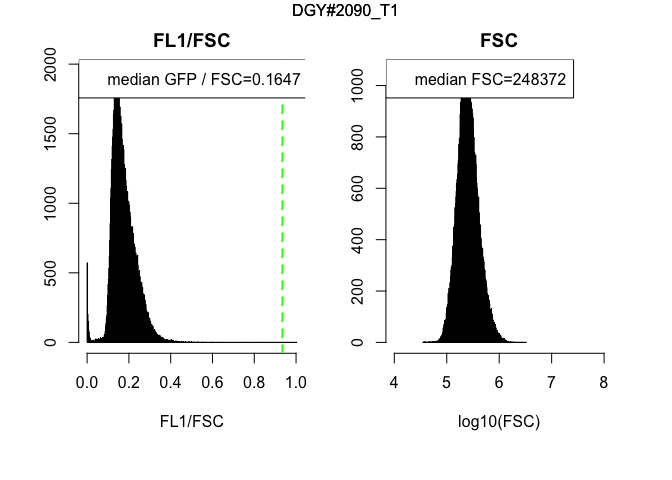 DGY#2090_T1
FL1/FSC
median GFP / FSC=0.1647
0
500
1000
1500
2000
0.0 0.2 0.4 0.6 0.8 1.0
FL1/FSC
FSC
median FSC=248372
0
200
400
600
800
1000
4 5 6 7 8
log10(FSC)